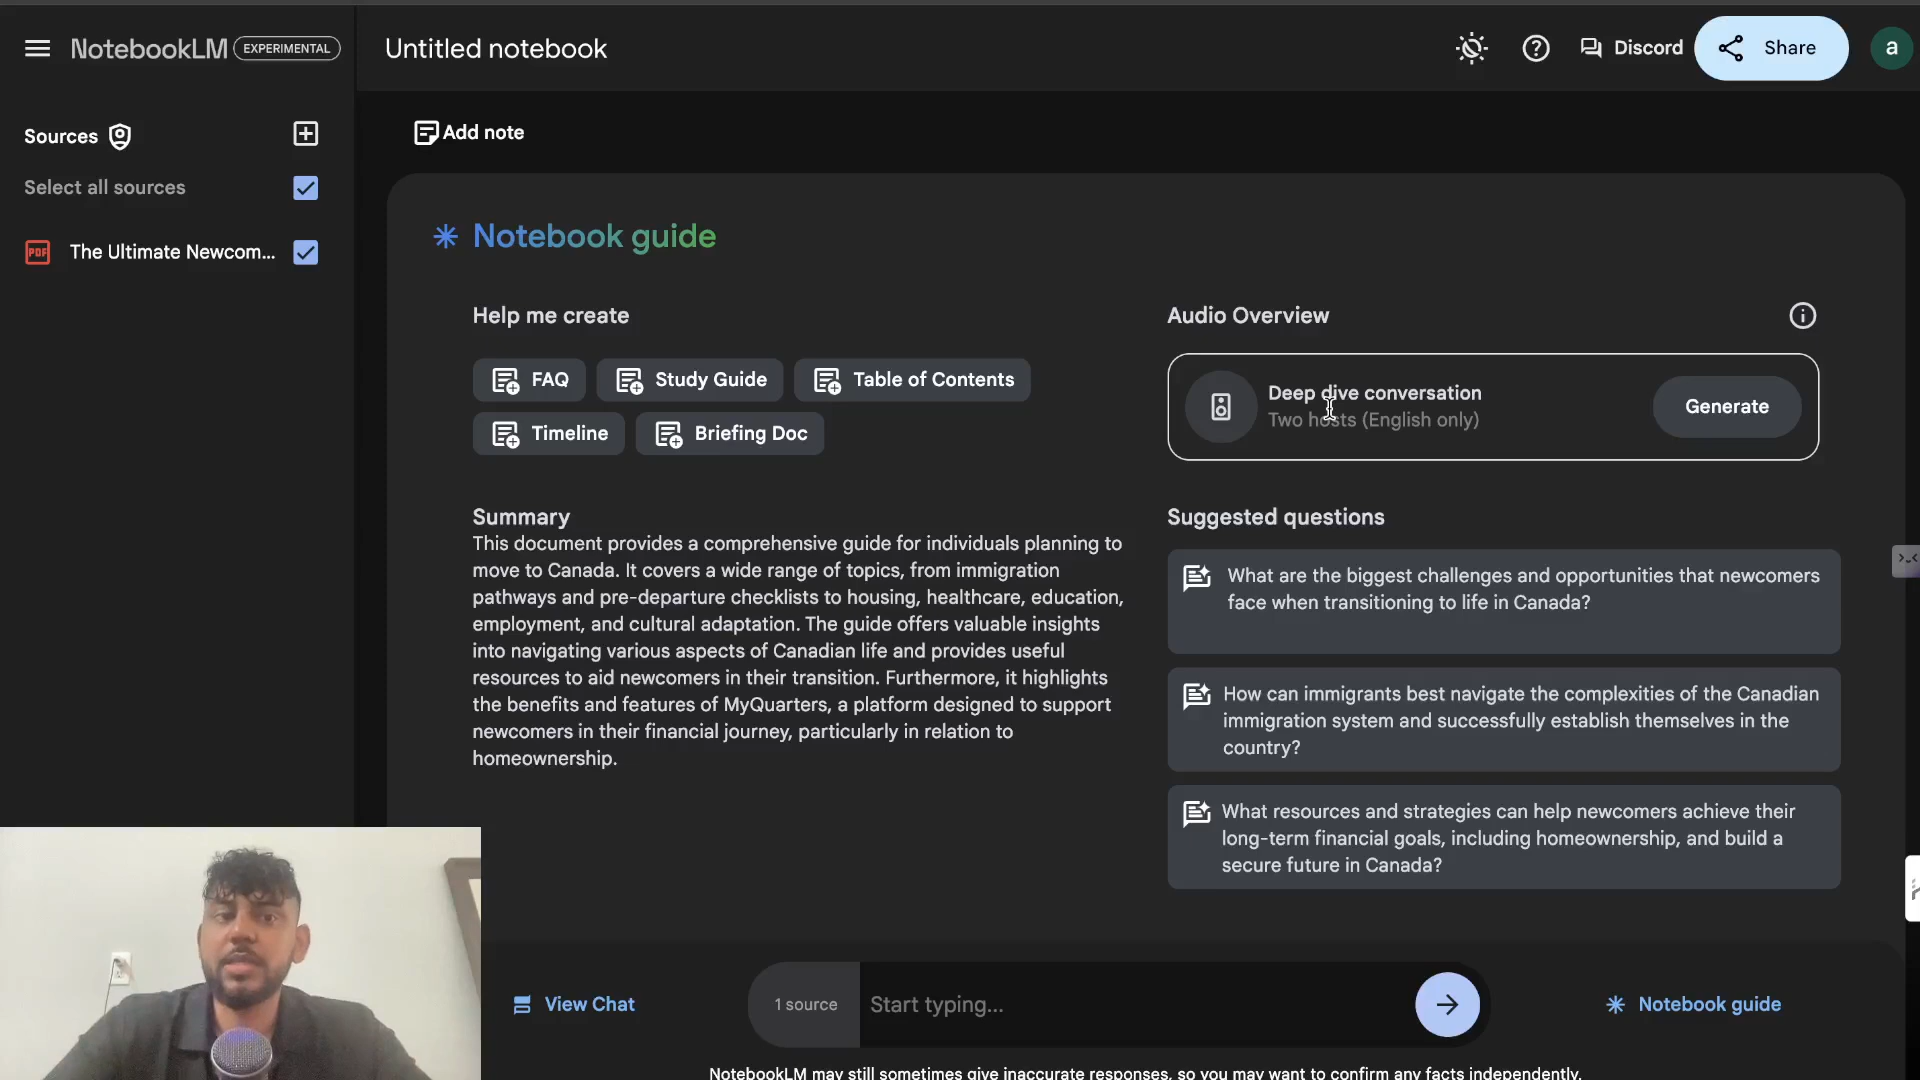 NotebookLM EXPERIMENTAL
Untitled notebook
Discord
Share
a
Sources
Select all sources
PDF The Ultimate Newcom...
Add note
Notebook guide
Help me create
FAQ
Study Guide
Table of Contents
Timeline
Briefing Doc
Audio Overview
Deep dive conversation
Two hosts (English only)
Generate
Summary
This document provides a comprehensive guide for individuals planning to
move to Canada. It covers a wide range of topics, from immigration
pathways and pre-departure checklists to housing, healthcare, education,
employment, and cultural adaptation. The guide offers valuable insights
into navigating various aspects of Canadian life and provides useful
resources to aid newcomers in their transition. Furthermore, it highlights
the benefits and features of MyQuarters, a platform designed to support
newcomers in their financial journey, particularly in relation to
homeownership.
Suggested questions
What are the biggest challenges and opportunities that newcomers
face when transitioning to life in Canada?
How can immigrants best navigate the complexities of the Canadian
immigration system and successfully establish themselves in the
country?
What resources and strategies can help newcomers achieve their
long-term financial goals, including homeownership, and build a
secure future in Canada?
View Chat
1 source
Start typing...
Notebook guide
NotebookLM may still sometimes give inaccurate responses, so you may want to confirm any facts independently.